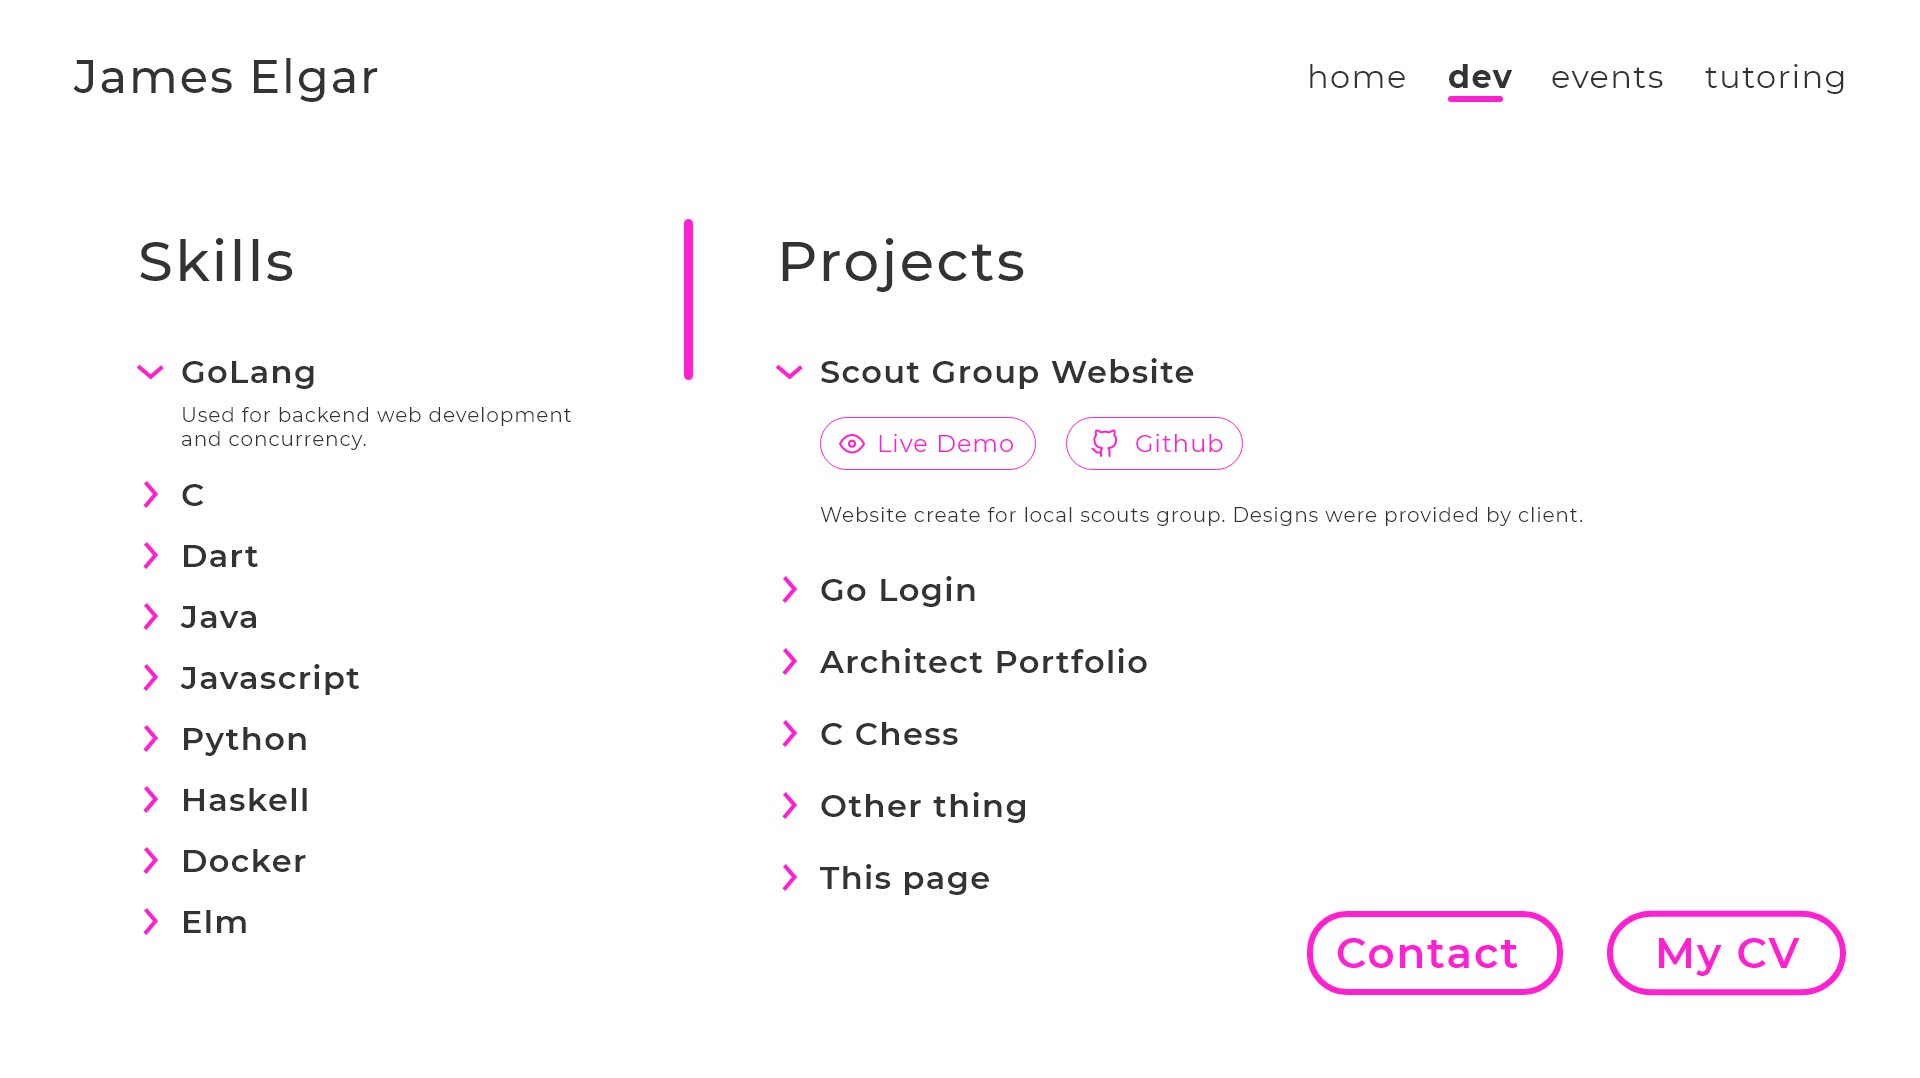 James Elgar
home dev events tutoring
Skills
GoLang
Used for backend web development
and concurrency.
C
Dart
Java
Javascript
Python
Haskell
Docker
Elm
Projects
Scout Group Website
Live Demo Github
Website create for local scouts group. Designs were provided by client.
Go Login
Architect Portfolio
C Chess
Other thing
This page
Contact My CV